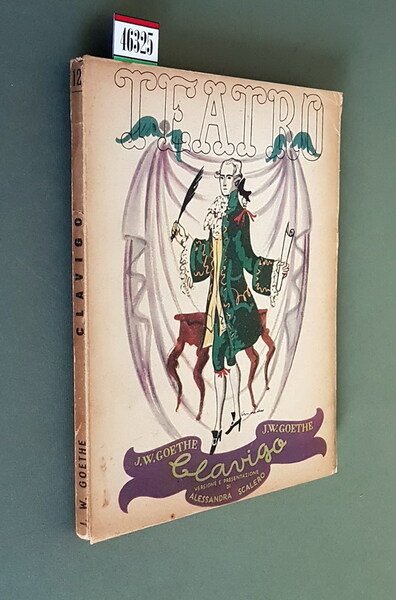 46325
TEATRO
J.W.GOETHE
J.W.GOETHE
Clavigo
VERSIONE E PRESENTAZIONE
DI
ALESSANDRA SCALERO
12
CLAVIGO
J. W. GOETHE